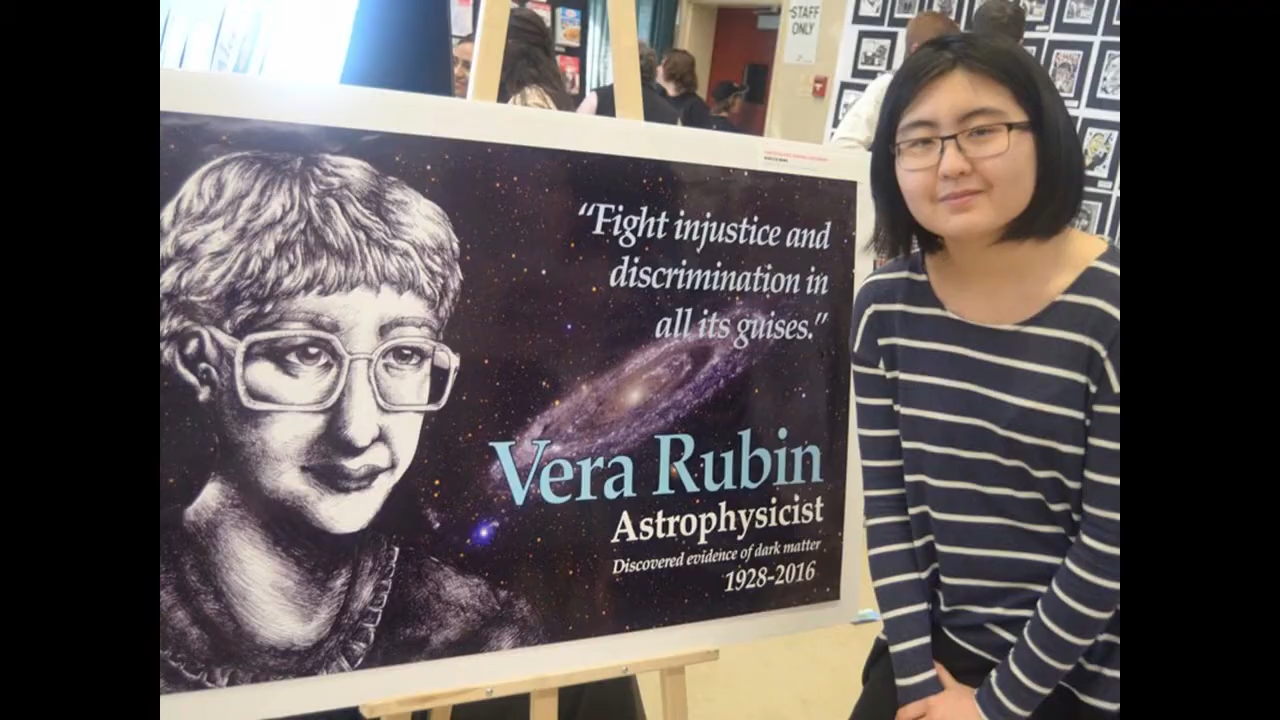 STAFF
ONLY
“Fight injustice and
discrimination in
all its guises.”
Vera Rubin
Astrophysicist
Discovered evidence of dark matter
1928-2016